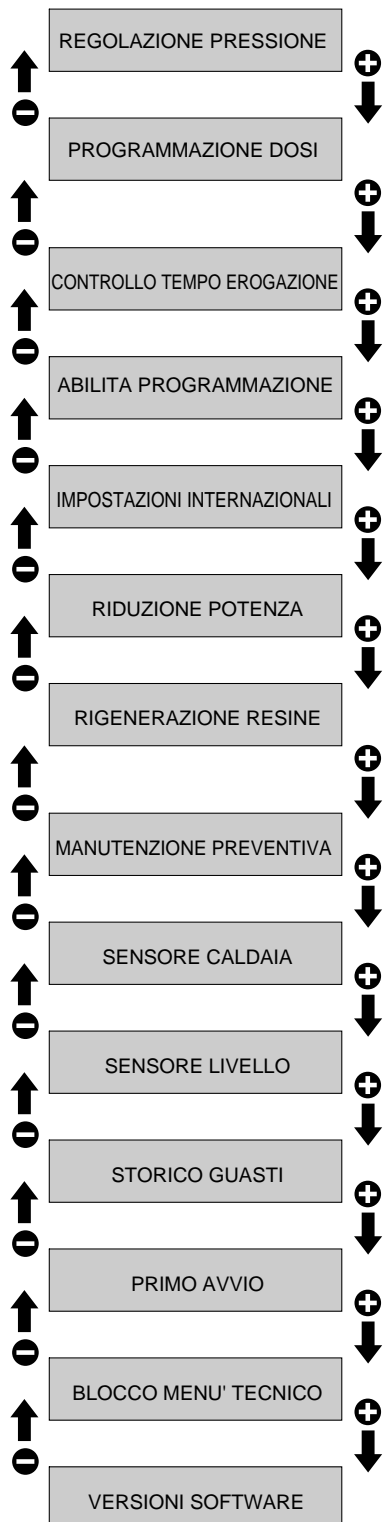 REGOLAZIONE PRESSIONE
PROGRAMMAZIONE DOSI
CONTROLLO TEMPO EROGAZIONE
ABILITA PROGRAMMAZIONE
IMPOSTAZIONI INTERNAZIONALI
RIDUZIONE POTENZA
RIGENERAZIONE RESINE
MANUTENZIONE PREVENTIVA
SENSORE CALDAIA
SENSORE LIVELLO
STORICO GUASTI
PRIMO AVVIO
BLOCCO MENU' TECNICO
VERSIONI SOFTWARE